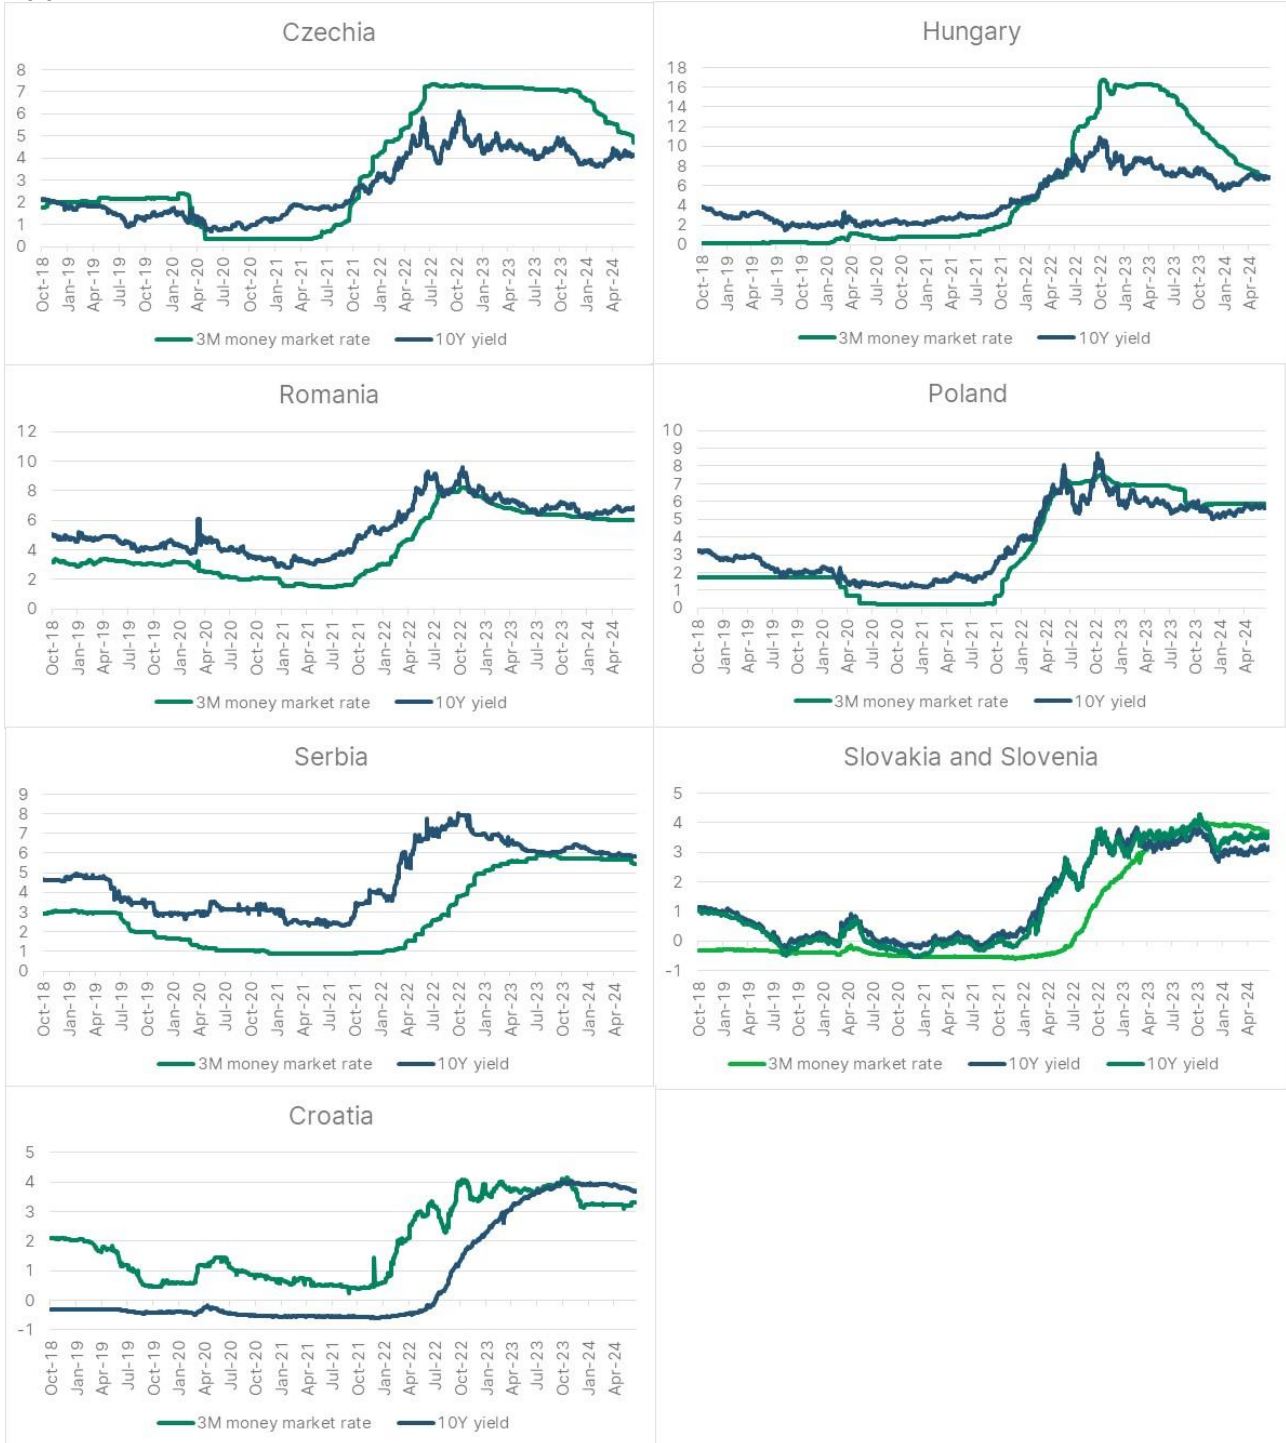 Czechia
8
7
6
5
4
3
2
1
0
Oct-18 Jan-19 Apr-19 Jul-19 Oct-19 Jan-20 Apr-20 Jul-20 Oct-20 Jan-21 Apr-21 Jul-21 Oct-21 Jan-22 Apr-22 Jul-22 Oct-22 Jan-23 Apr-23 Jul-23 Oct-23 Jan-24 Apr-24
3M money market rate 10Y yield
Hungary
18
16
14
12
10
8
6
4
2
0
Oct-18 Jan-19 Apr-19 Jul-19 Oct-19 Jan-20 Apr-20 Jul-20 Oct-20 Jan-21 Apr-21 Jul-21 Oct-21 Jan-22 Apr-22 Jul-22 Oct-22 Jan-23 Apr-23 Jul-23 Oct-23 Jan-24 Apr-24
3M money market rate 10Y yield
Romania
12
10
8
6
4
2
0
Oct-18 Jan-19 Apr-19 Jul-19 Oct-19 Jan-20 Apr-20 Jul-20 Oct-20 Jan-21 Apr-21 Jul-21 Oct-21 Jan-22 Apr-22 Jul-22 Oct-22 Jan-23 Apr-23 Jul-23 Oct-23 Jan-24 Apr-24
3M money market rate 10Y yield
Poland
10
9
8
7
6
5
4
3
2
1
0
Oct-18 Jan-19 Apr-19 Jul-19 Oct-19 Jan-20 Apr-20 Jul-20 Oct-20 Jan-21 Apr-21 Jul-21 Oct-21 Jan-22 Apr-22 Jul-22 Oct-22 Jan-23 Apr-23 Jul-23 Oct-23 Jan-24 Apr-24
3M money market rate 10Y yield
Serbia
9
8
7
6
5
4
3
2
1
0
Oct-18 Jan-19 Apr-19 Jul-19 Oct-19 Jan-20 Apr-20 Jul-20 Oct-20 Jan-21 Apr-21 Jul-21 Oct-21 Jan-22 Apr-22 Jul-22 Oct-22 Jan-23 Apr-23 Jul-23 Oct-23 Jan-24 Apr-24
3M money market rate 10Y yield
Slovakia and Slovenia
5
4
3
2
1
0
-1
Oct-18 Jan-19 Apr-19 Jul-19 Oct-19 Jan-20 Apr-20 Jul-20 Oct-20 Jan-21 Apr-21 Jul-21 Oct-21 Jan-22 Apr-22 Jul-22 Oct-22 Jan-23 Apr-23 Jul-23 Oct-23 Jan-24 Apr-24
3M money market rate 10Y yield 10Y yield
Croatia
5
4
3
2
1
0
-1
Oct-18 Jan-19 Apr-19 Jul-19 Oct-19 Jan-20 Apr-20 Jul-20 Oct-20 Jan-21 Apr-21 Jul-21 Oct-21 Jan-22 Apr-22 Jul-22 Oct-22 Jan-23 Apr-23 Jul-23 Oct-23 Jan-24 Apr-24
3M money market rate 10Y yield